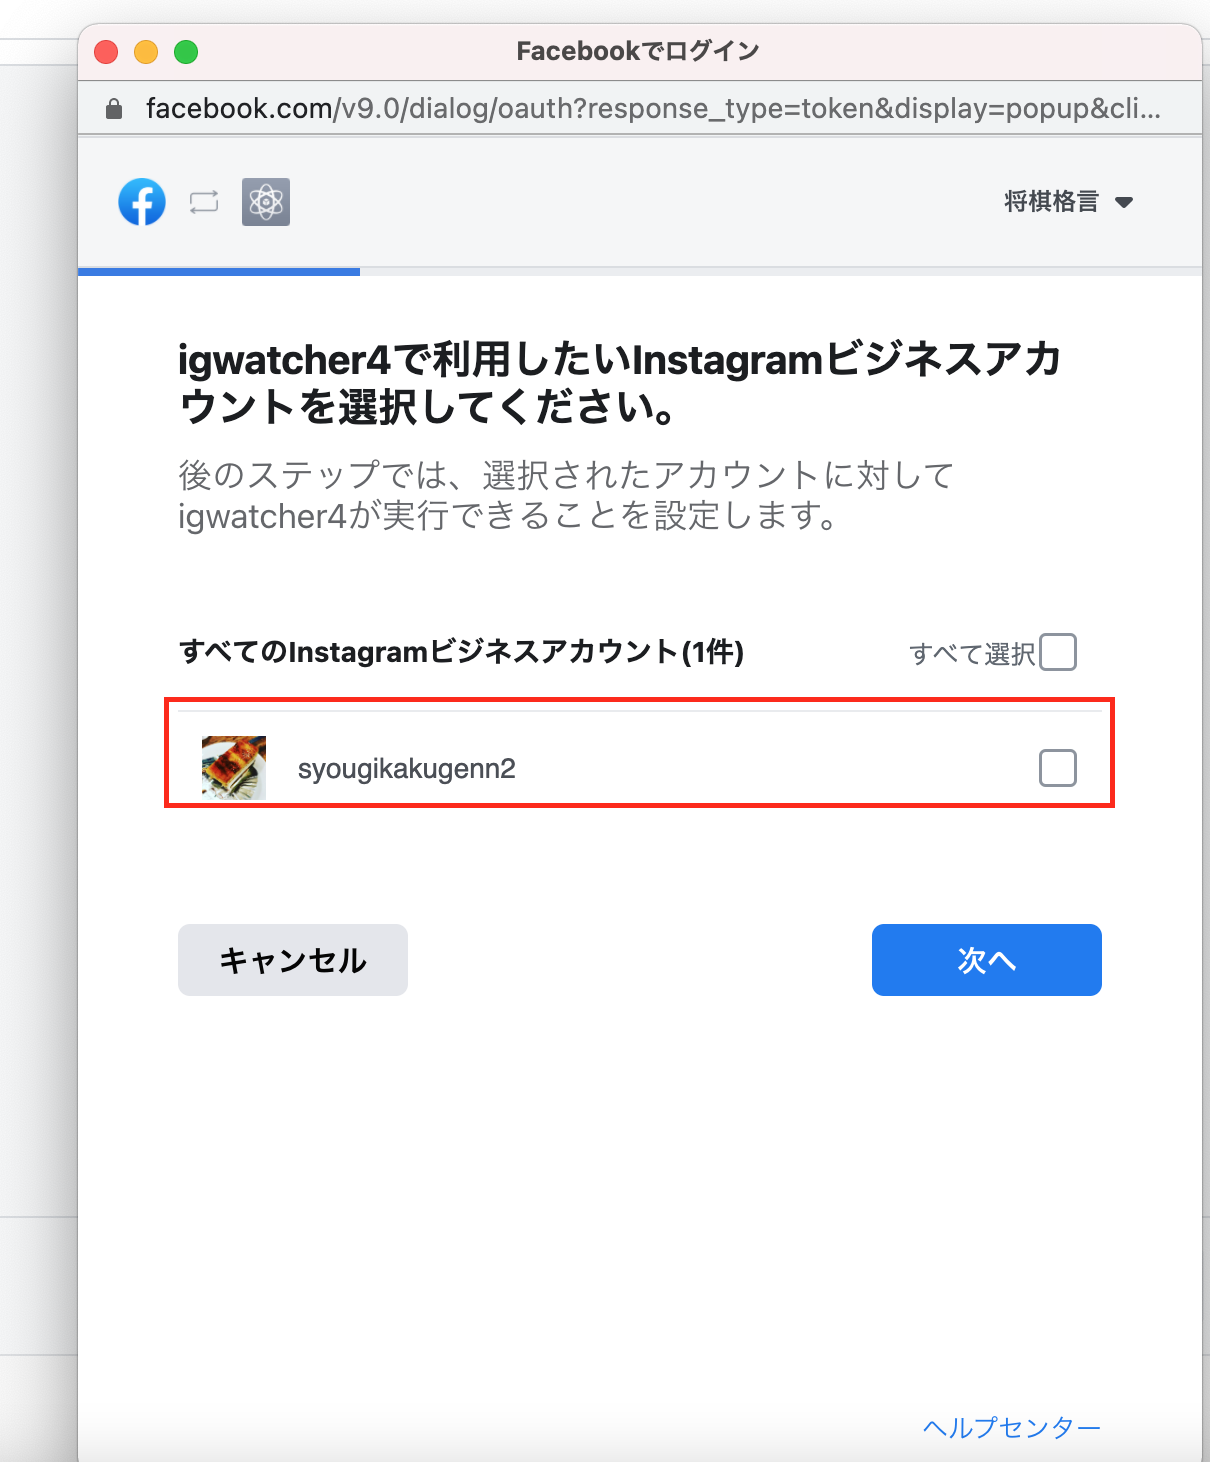 Facebookでログイン
facebook.com/v9.0/dialog/oauth?response_type=token&display=popup&cli...
将棋格言
igwatcher4で利用したいInstagramビジネスアカ
ウントを選択してください。
後のステップでは、選択されたアカウントに対して
igwatcher4が実行できることを設定します。
すべてのInstagramビジネスアカウント(1件)
すべて選択
syougikakugenn2
キャンセル
次へ
ヘルプセンター